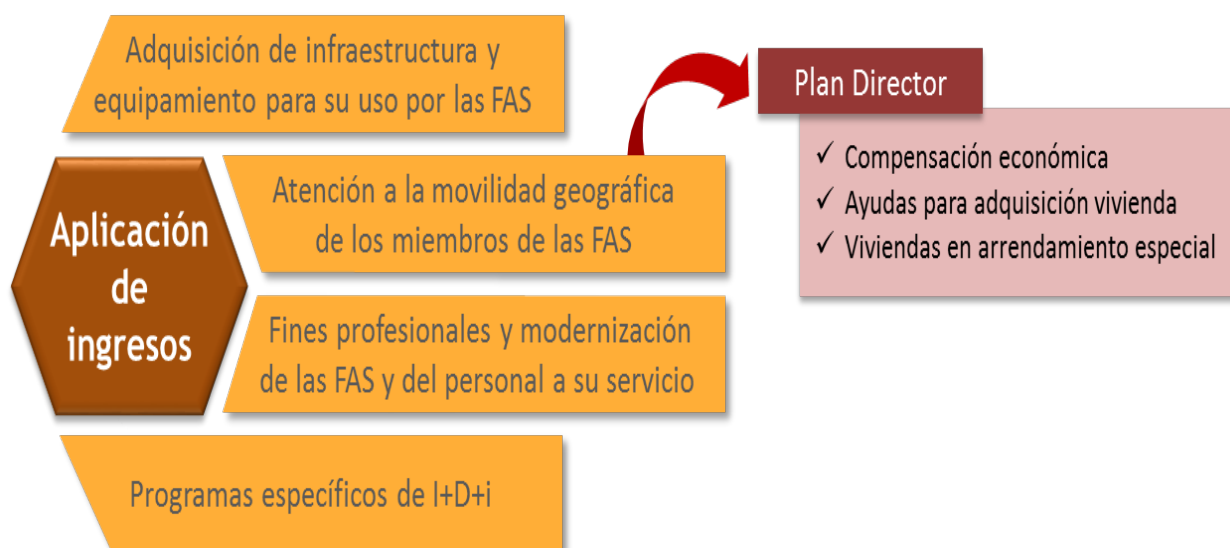 Adquisición de infraestructura y
equipamiento para su uso por las FAS
Aplicación
de
ingresos
Atención a la movilidad geográfica
de los miembros de las FAS
Plan Director
✓ Compensación económica
✓ Ayudas para adquisición vivienda
✓ Viviendas en arrendamiento especial
Fines profesionales y modernización
de las FAS y del personal a su servicio
Programas específicos de I+D+i